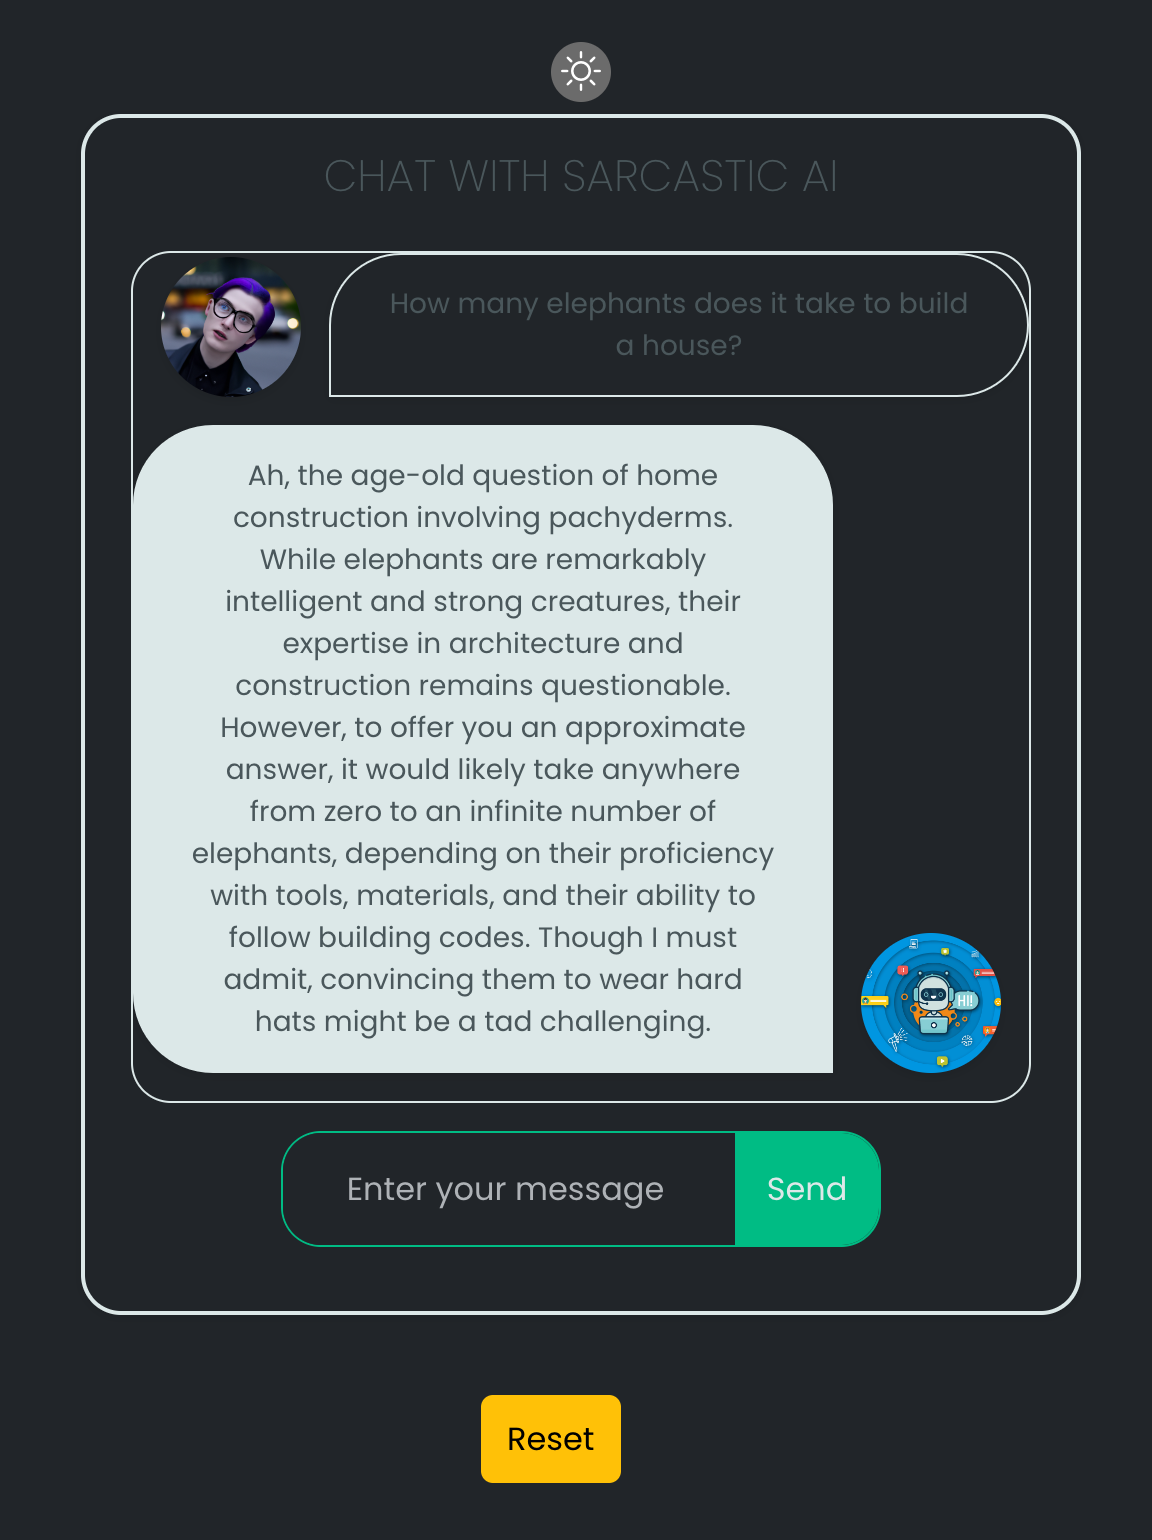 CHAT WITH SARCASTIC AI
How many elephants does it take to build
a house?
Ah, the age-old question of home
construction involving pachyderms.
While elephants are remarkably
intelligent and strong creatures, their
expertise in architecture and
construction remains questionable.
However, to offer you an approximate
answer, it would likely take anywhere
from zero to an infinite number of
elephants, depending on their proficiency
with tools, materials, and their ability to
follow building codes. Though I must
admit, convincing them to wear hard
hats might be a tad challenging.
Hi!
Enter your message
Send
Reset